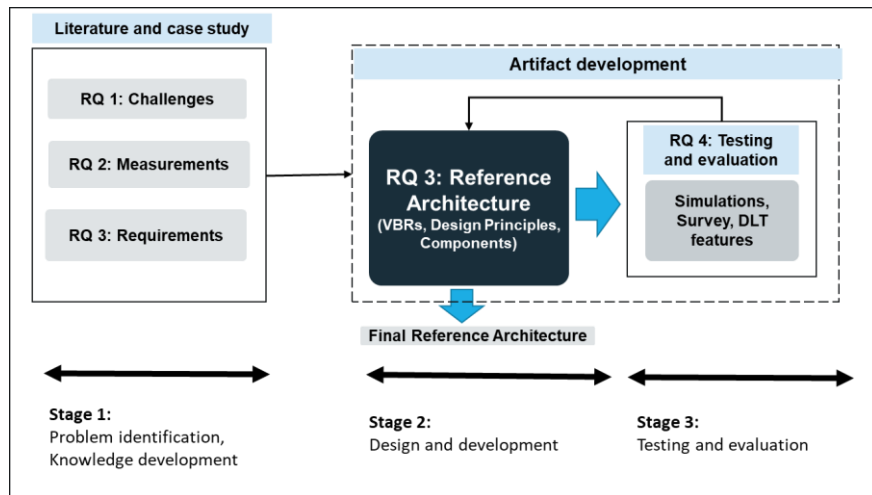 Literature and case study
RQ 1: Challenges
RQ 2: Measurements
RQ 3: Requirements
Artifact development
RQ 3: Reference
Architecture
(VBRs, Design Principles,
Components)
RQ 4: Testing
and evaluation
Simulations,
Survey, DLT
features
Final Reference Architecture
Stage 1:
Problem identification,
Knowledge development
Stage 2:
Design and development
Stage 3:
Testing and evaluation